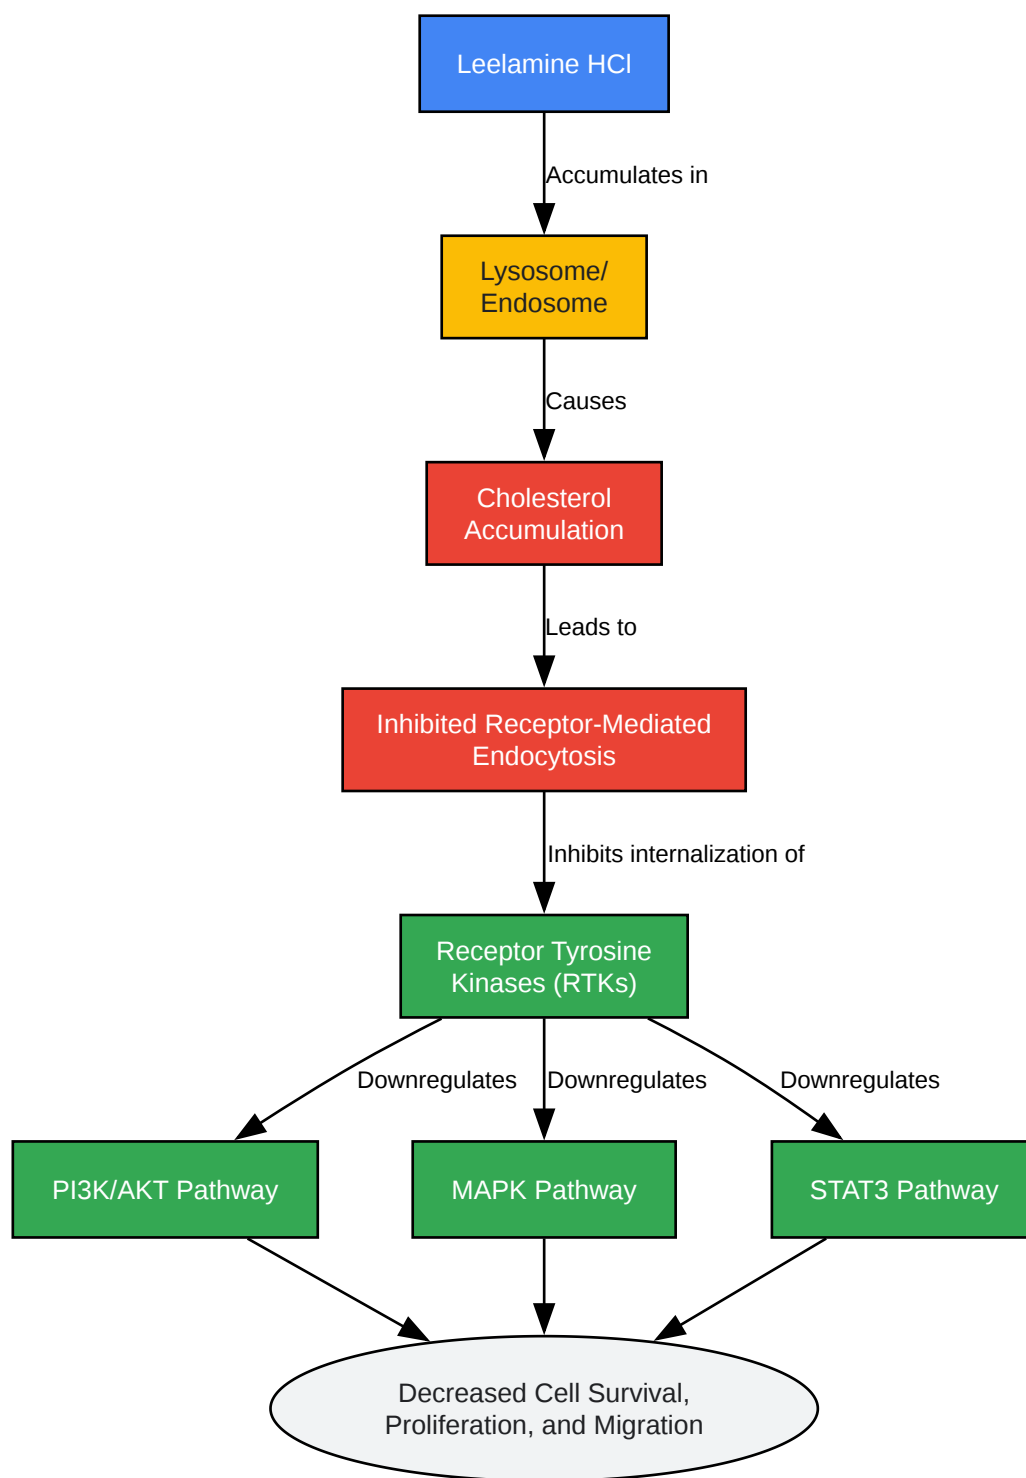 Leelamine HCl
Accumulates in
Lysosome/
Endosome
Causes
Cholesterol
Accumulation
Leads to
Inhibited Receptor-Mediated
Endocytosis
Inhibits internalization of
Receptor Tyrosine
Kinases (RTKs)
Downregulates
Downregulates
Downregulates
PI3K/AKT Pathway
MAPK Pathway
STAT3 Pathway
Decreased Cell Survival,
Proliferation, and Migration